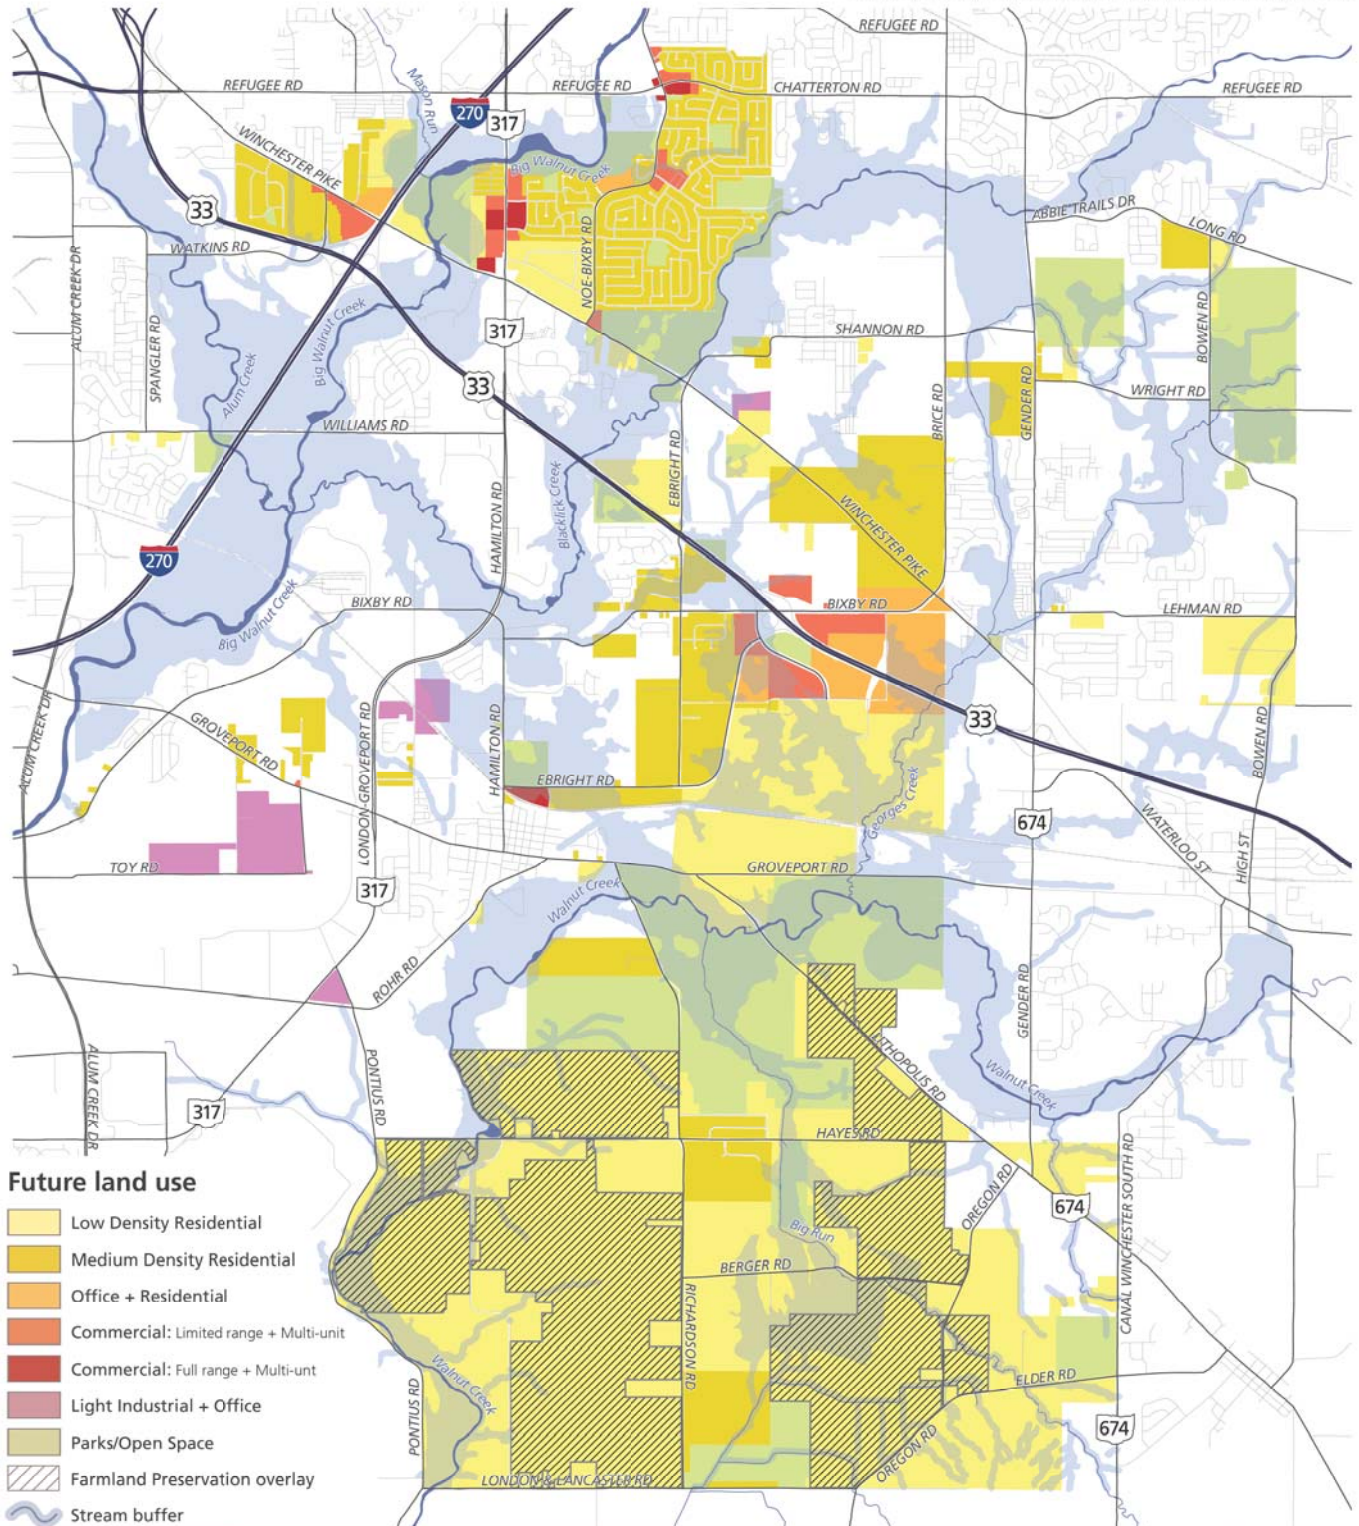 REFUGEE RD
REFUGEE RD
REFUGEE RD
CHATTERTON RD
REFUGEE RD
Mason Run
270
317
WINCHESTER PIKE
Big Walnut Creek
33
ABBIE TRAILS DR
LONG RD
WATKINS RD
NOE-BIXBY RD
ALUM CREEK DR
SPANGLER RD
Big Walnut Creek
317
SHANNON RD
BOWEN RD
Alum Creek
33
BRICE RD
GENDER RD
WRIGHT RD
WILLIAMS RD
EBRIGHT RD
HAMILTON RD
Blacklick Creek
WINCHESTER PIKE
270
BIXBY RD
BIXBY RD
LEHMAN RD
Big Walnut Creek
ALUM CREEK DR
GROVEPORT RD
LONDON-GROVEPORT RD
HAMILTON RD
33
BOWEN RD
EBRIGHT RD
Georges Creek
674
WATERLOO ST
HIGH ST
TOY RD
GROVEPORT RD
317
Walnut Creek
ROHR RD
GENDER RD
LITHOPOLIS RD
Walnut Creek
ALUM CREEK DR
PONTIUS RD
317
HAYES RD
CANAL WINCHESTER SOUTH RD
OREGON RD
674
Big Run
BERGER RD
RICHARDSON RD
Walnut Creek
PONTIUS RD
ELDER RD
674
OREGON RD
LONDON & LANCASTER RD
Future land use
Low Density Residential
Medium Density Residential
Office + Residential
Commercial: Limited range + Multi-unit
Commercial: Full range + Multi-unt
Light Industrial + Office
Parks/Open Space
Farmland Preservation overlay
Stream buffer